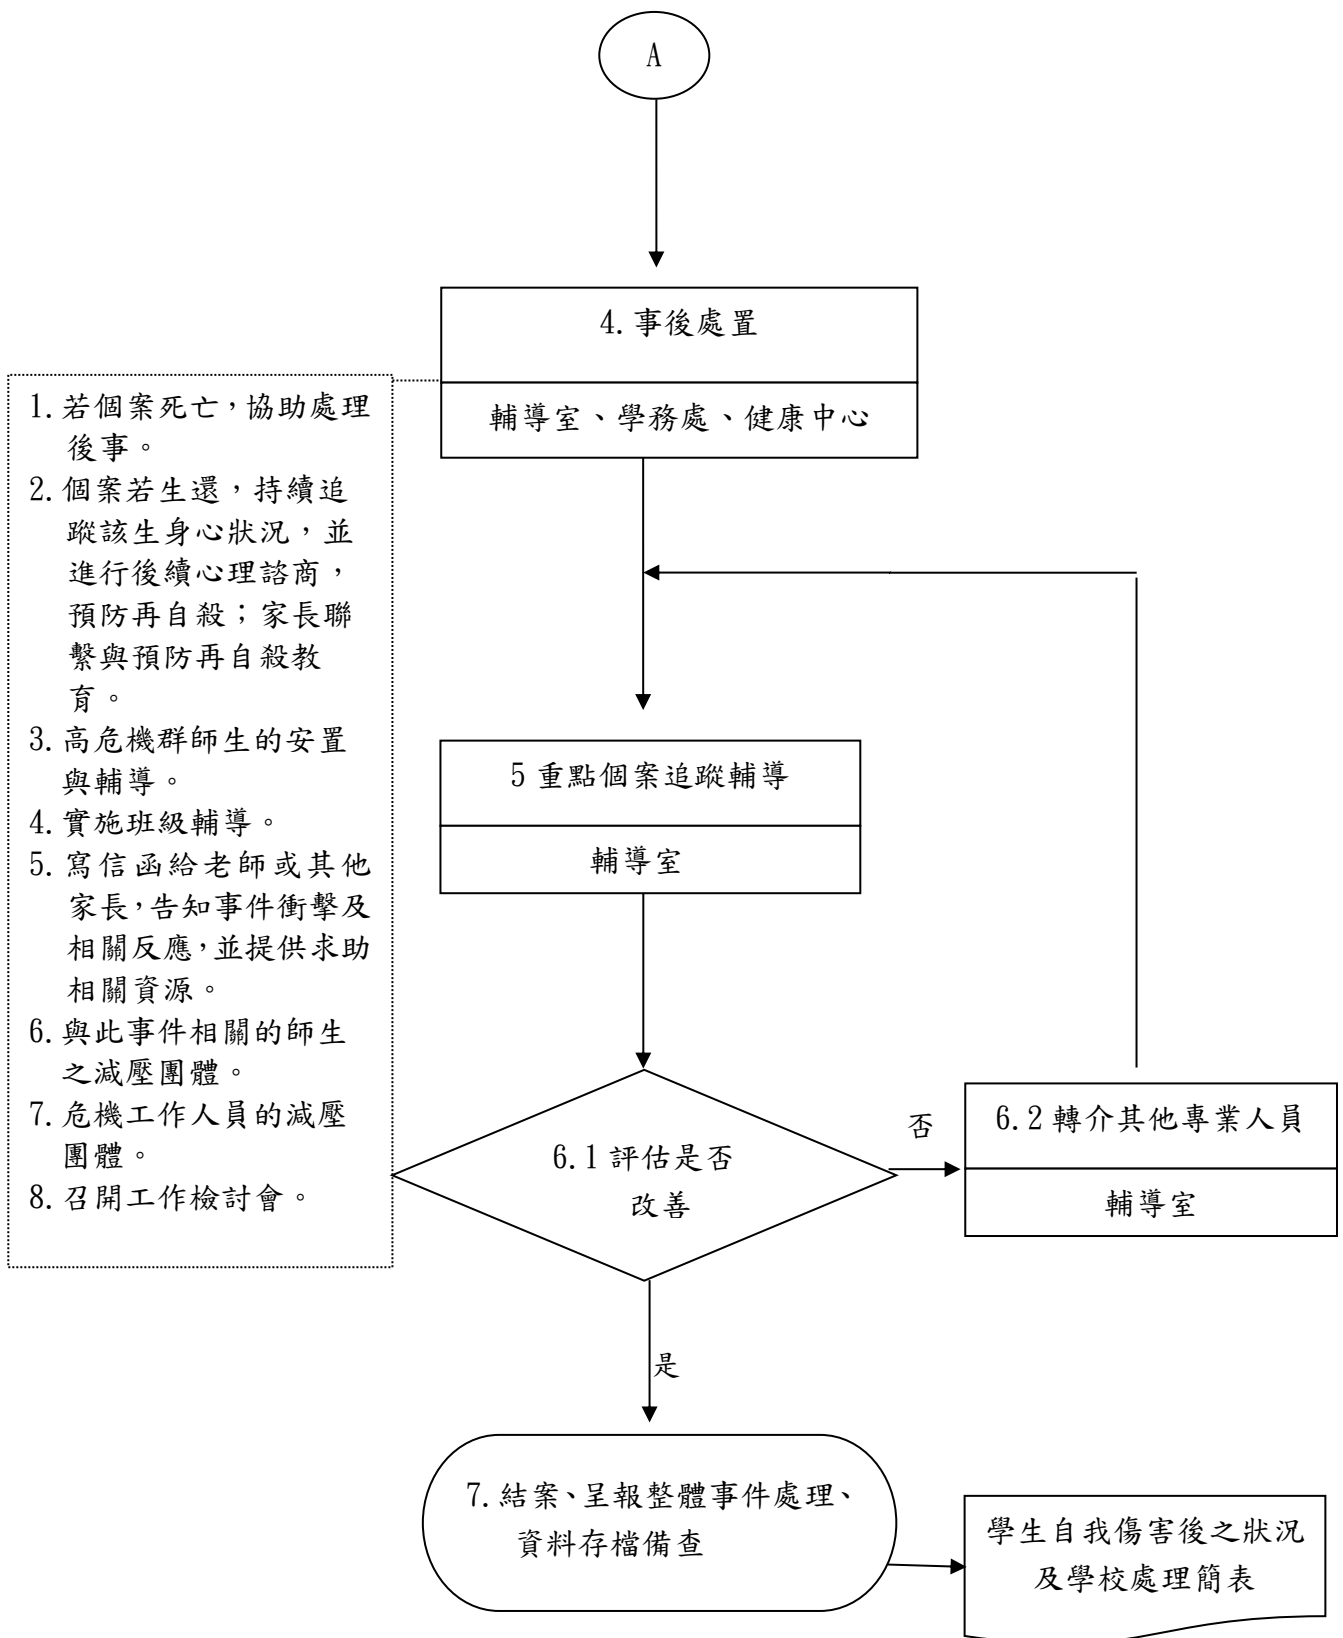 A
4.事後處置
輔導室、學務處、健康中心
1.若個案死亡，協助處理
後事。
2.個案若生還，持續追
蹤該生身心狀況，並
進行後續心理諮商，
預防再自殺；家長聯
繫與預防再自殺教
育。
3.高危機群師生的安置
與輔導。
4.實施班級輔導。
5.寫信函給老師或其他
家長，告知事件衝擊及
相關反應，並提供求助
相關資源。
6.與此事件相關的師生
之減壓團體。
7.危機工作人員的減壓
團體。
8.召開工作檢討會。
5 重點個案追蹤輔導
輔導室
6.1 評估是否
改善
否
6.2 轉介其他專業人員
輔導室
是
7.結案、呈報整體事件處理、
資料存檔備查
學生自我傷害後之狀況
及學校處理簡表